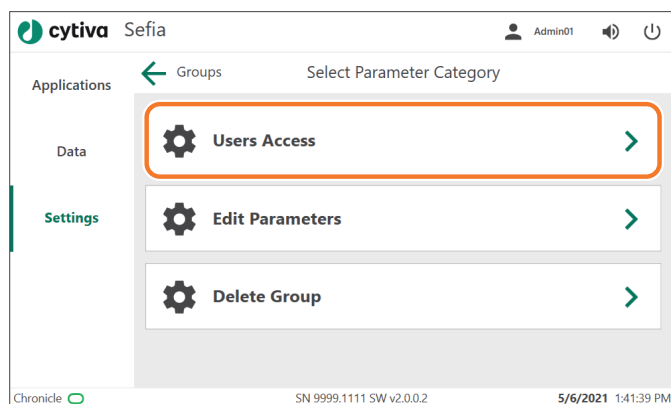 cytiva Sefia Admin01
Applications
Data
Settings
Groups Select Parameter Category
Users Access
Edit Parameters
Delete Group
Chronicle SN 9999.1111 SW v2.0.0.2 5/6/2021 1:41:39 PM